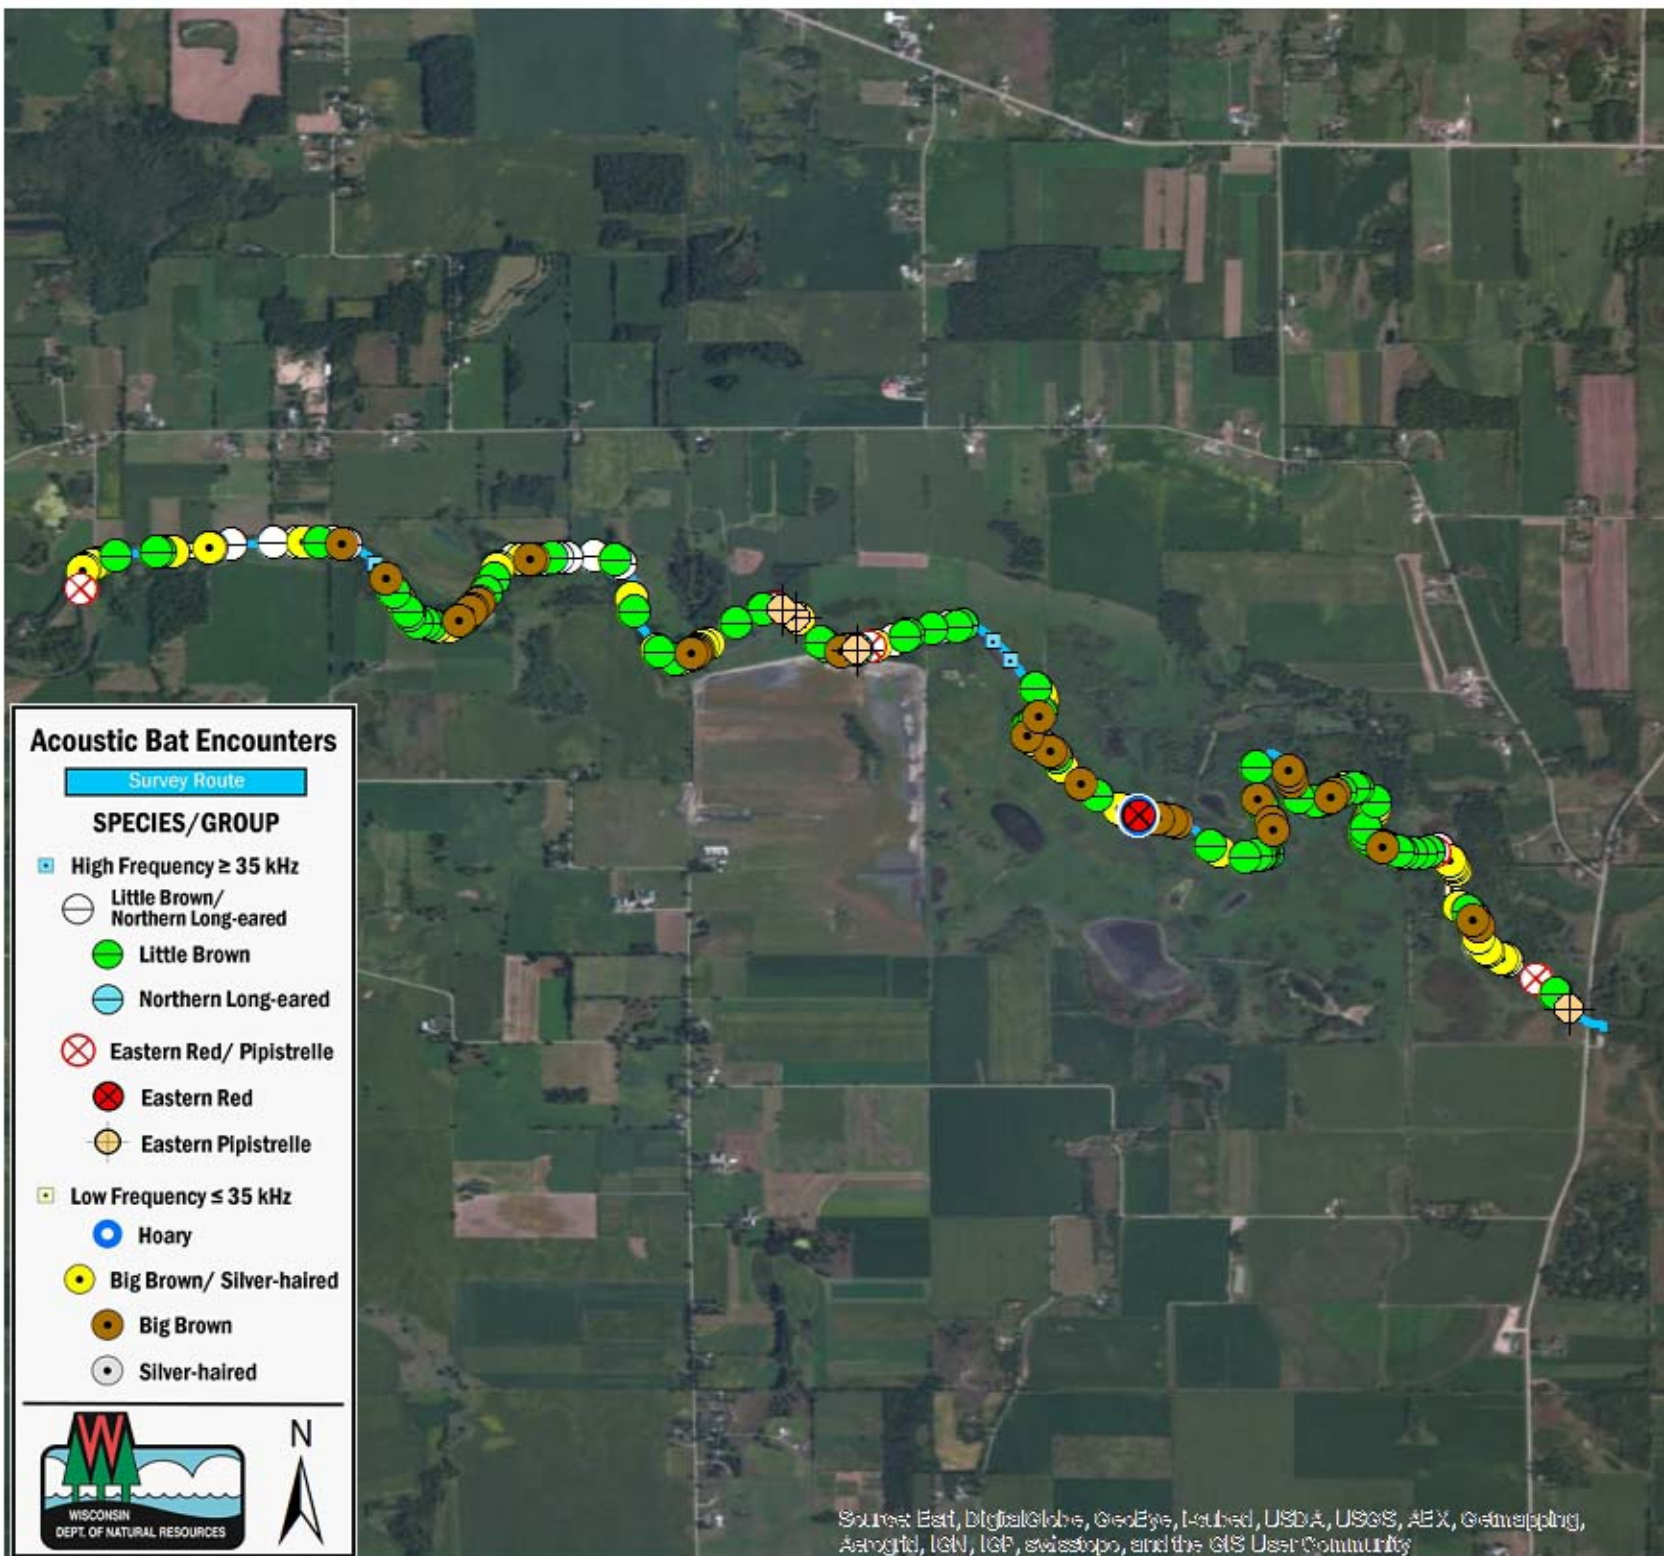 Acoustic Bat Encounters
Survey Route
SPECIES/GROUP
High Frequency ≥ 35 kHz
Little Brown/
Northern Long-eared
Little Brown
Northern Long-eared
Eastern Red/ Pipistrelle
Eastern Red
Eastern Pipistrelle
Low Frequency ≤ 35 kHz
Hoary
Big Brown/ Silver-haired
Big Brown
Silver-haired
N
WISCONSIN
DEPT. OF NATURAL RESOURCES
Source: Esri, DigitalGlobe, GeoEye, i-cubed, USDA, USGS, AEX, Getmapping,
Aerogrid, IGN, IGP, swisstopo, and the GIS User Community